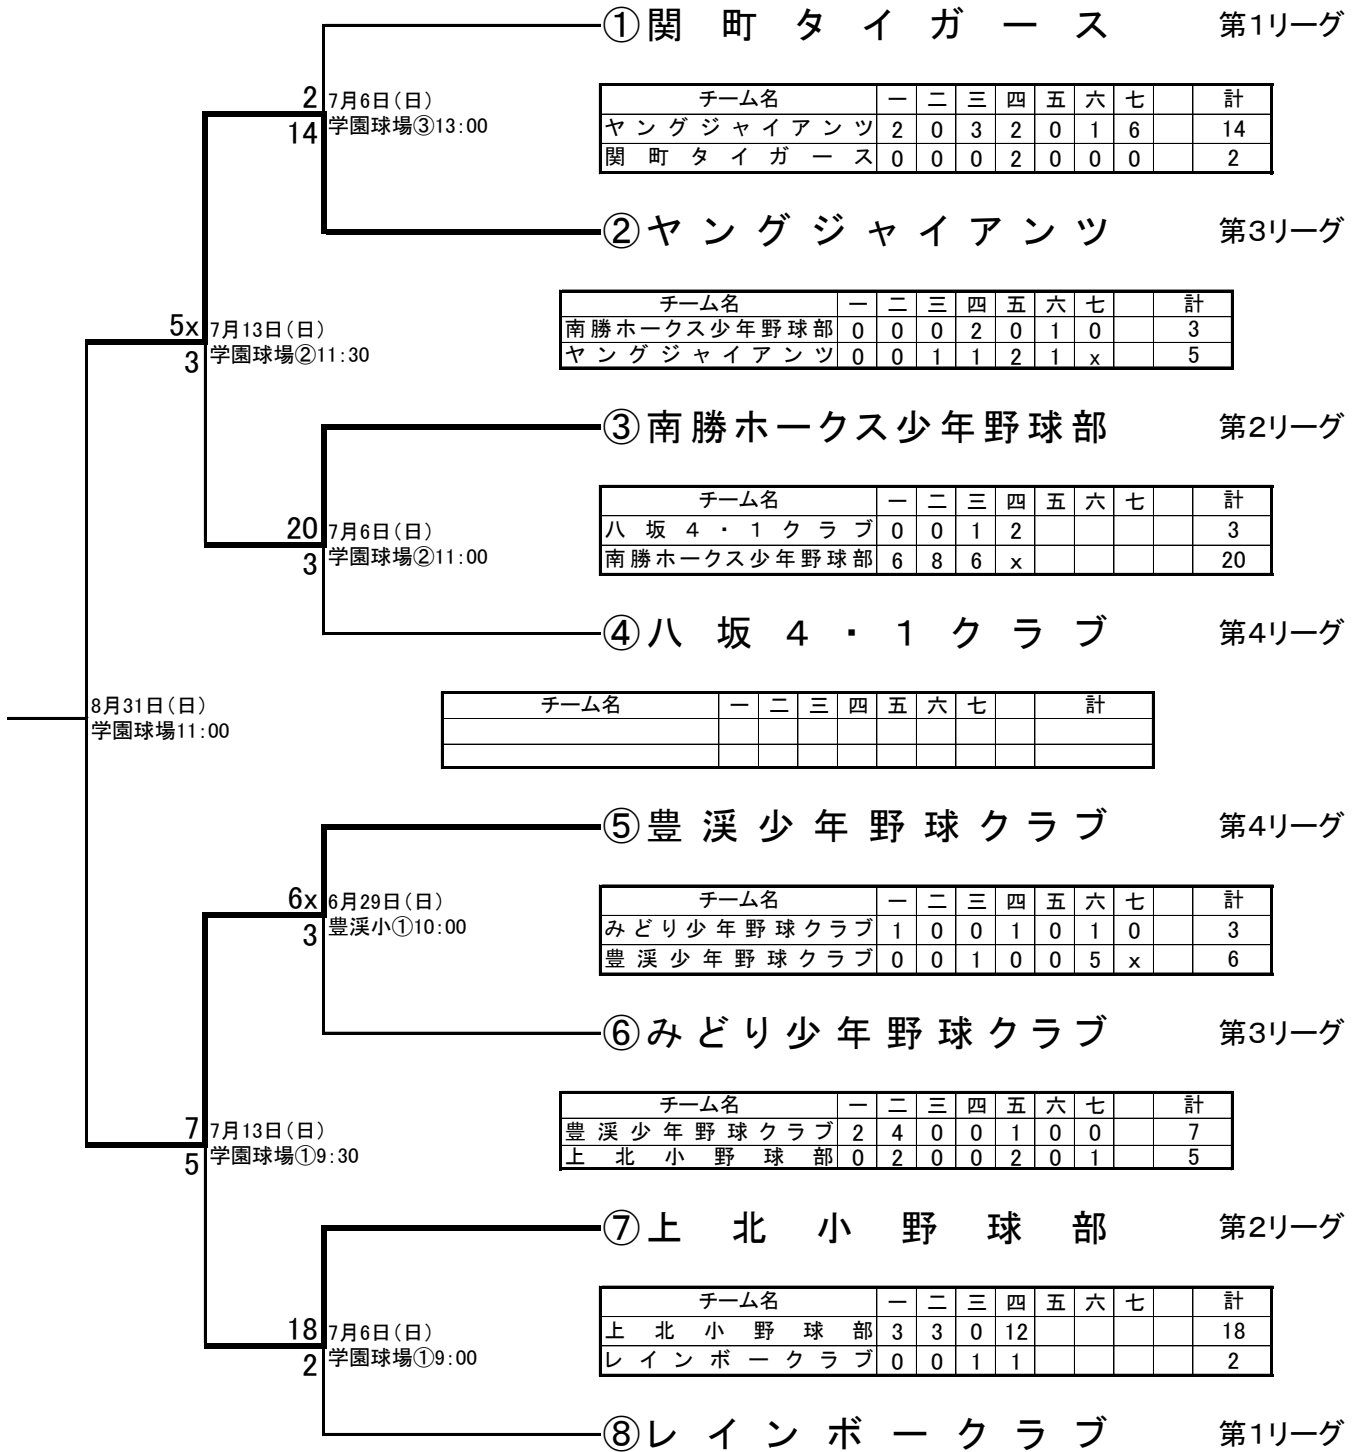 ①関町タイガース 第1リーグ
2 7月6日(日)
14 学園球場③13:00
チーム名 一 二 三 四 五 六 七 計
ヤングジャイアンツ 2 0 3 2 0 1 6 14
関町タイガース 0 0 0 2 0 0 0 2
②ヤングジャイアンツ 第3リーグ
5x 7月13日(日)
3 学園球場②11:30
チーム名 一 二 三 四 五 六 七 計
南勝ホークス少年野球部 0 0 0 2 0 1 0 3
ヤングジャイアンツ 0 0 1 1 2 1 x 5
③南勝ホークス少年野球部 第2リーグ
20 7月6日(日)
3 学園球場②11:00
チーム名 一 二 三 四 五 六 七 計
八坂4・1クラブ 0 0 1 2 3
南勝ホークス少年野球部 6 8 6 x 20
④八坂4・1クラブ 第4リーグ
8月31日(日)
学園球場11:00
チーム名 一 二 三 四 五 六 七 計
⑤豊渓少年野球クラブ 第4リーグ
6x 6月29日(日)
3 豊渓小①10:00
チーム名 一 二 三 四 五 六 七 計
みどり少年野球クラブ 1 0 0 1 0 1 0 3
豊渓少年野球クラブ 0 0 1 0 0 5 x 6
⑥みどり少年野球クラブ 第3リーグ
7 7月13日(日)
5 学園球場①9:30
チーム名 一 二 三 四 五 六 七 計
豊渓少年野球クラブ 2 4 0 0 1 0 0 7
上北小野球部 0 2 0 0 2 0 1 5
⑦上北小野球部 第2リーグ
18 7月6日(日)
2 学園球場①9:00
チーム名 一 二 三 四 五 六 七 計
上北小野球部 3 3 0 12 18
レインボークラブ 0 0 1 1 2
⑧レインボークラブ 第1リーグ